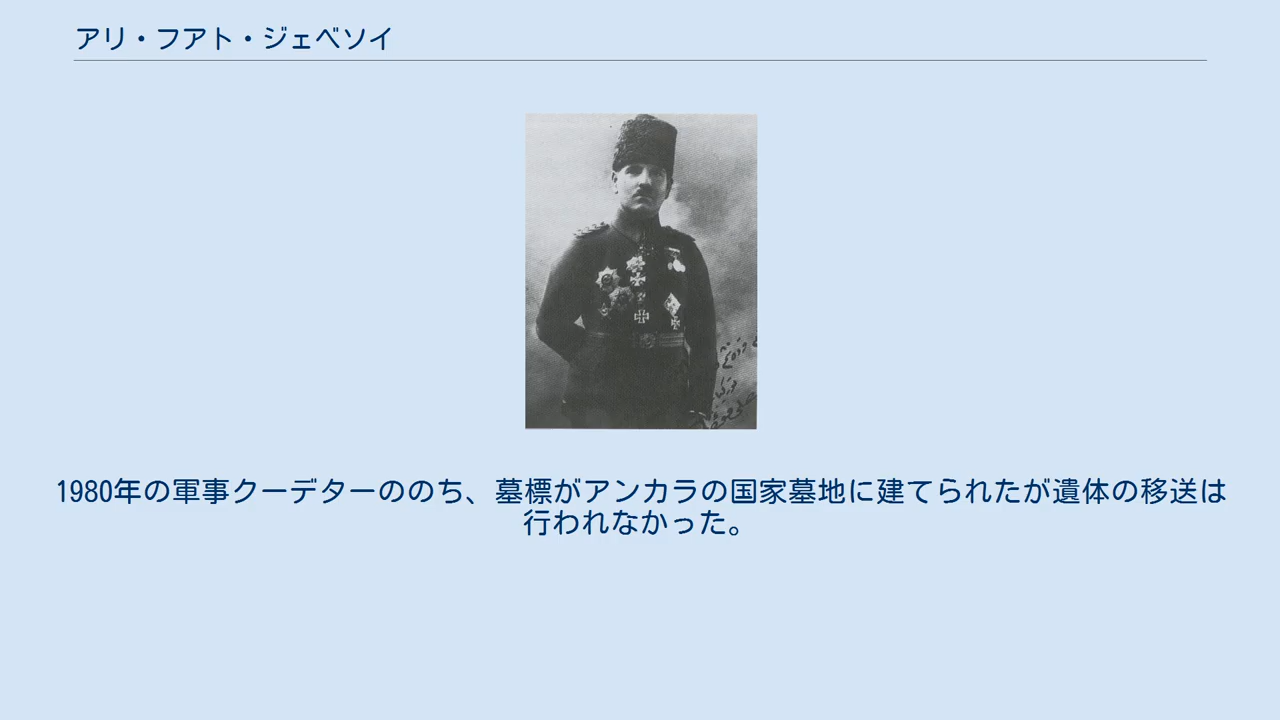 アリ・フアト・ジェベソイ
1980年の軍事クーデターののち、墓標がアンカラの国家墓地に建てられたが遺体の移送は
行われなかった。